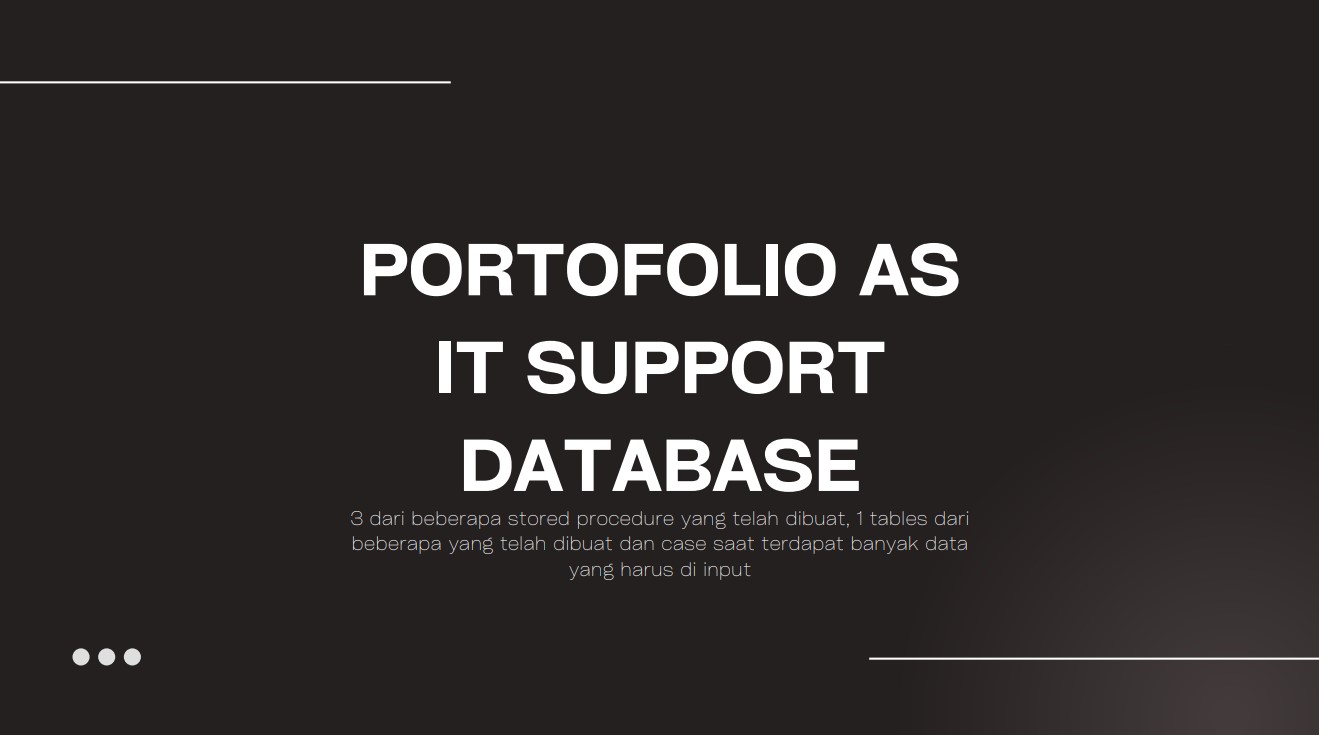 PORTOFOLIO AS
IT SUPPORT
DATABASE
3 dari beberapa stored procedure yang telah dibuat, 1 tables dari
beberapa yang telah dibuat dan case saat terdapat banyak data
yang harus di input